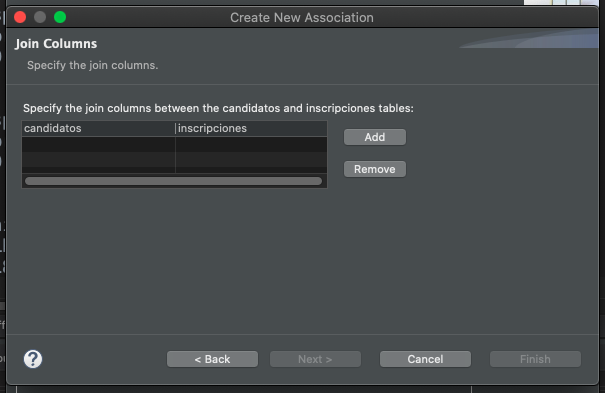 Create New Association
Join Columns
Specify the join columns.
Specify the join columns between the candidatos and inscripciones tables:
candidatos inscripciones
Add
Remove
?
< Back Next > Cancel Finish